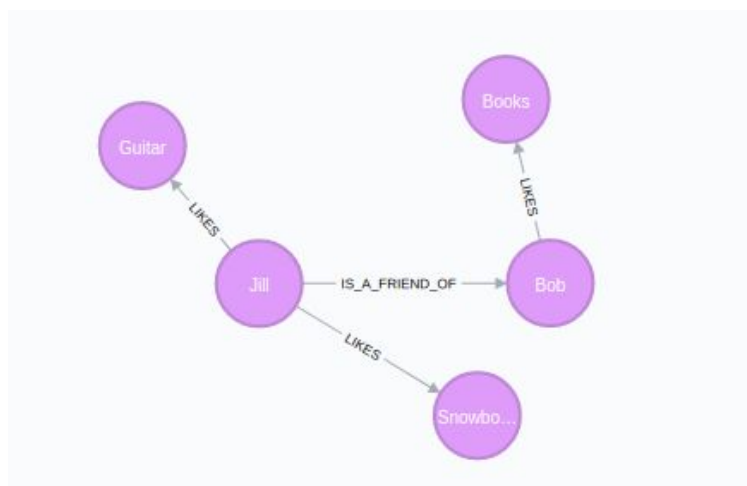 Books
Guitar
LIKES
LIKES
Jill
IS_A_FRIEND_OF
Bob
LIKES
Snowbo...